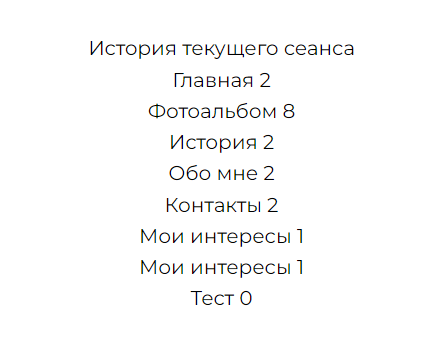 История текущего сеанса
Главная 2
Фотоальбом 8
История 2
Обо мне 2
Контакты 2
Мои интересы 1
Мои интересы 1
Тест 0